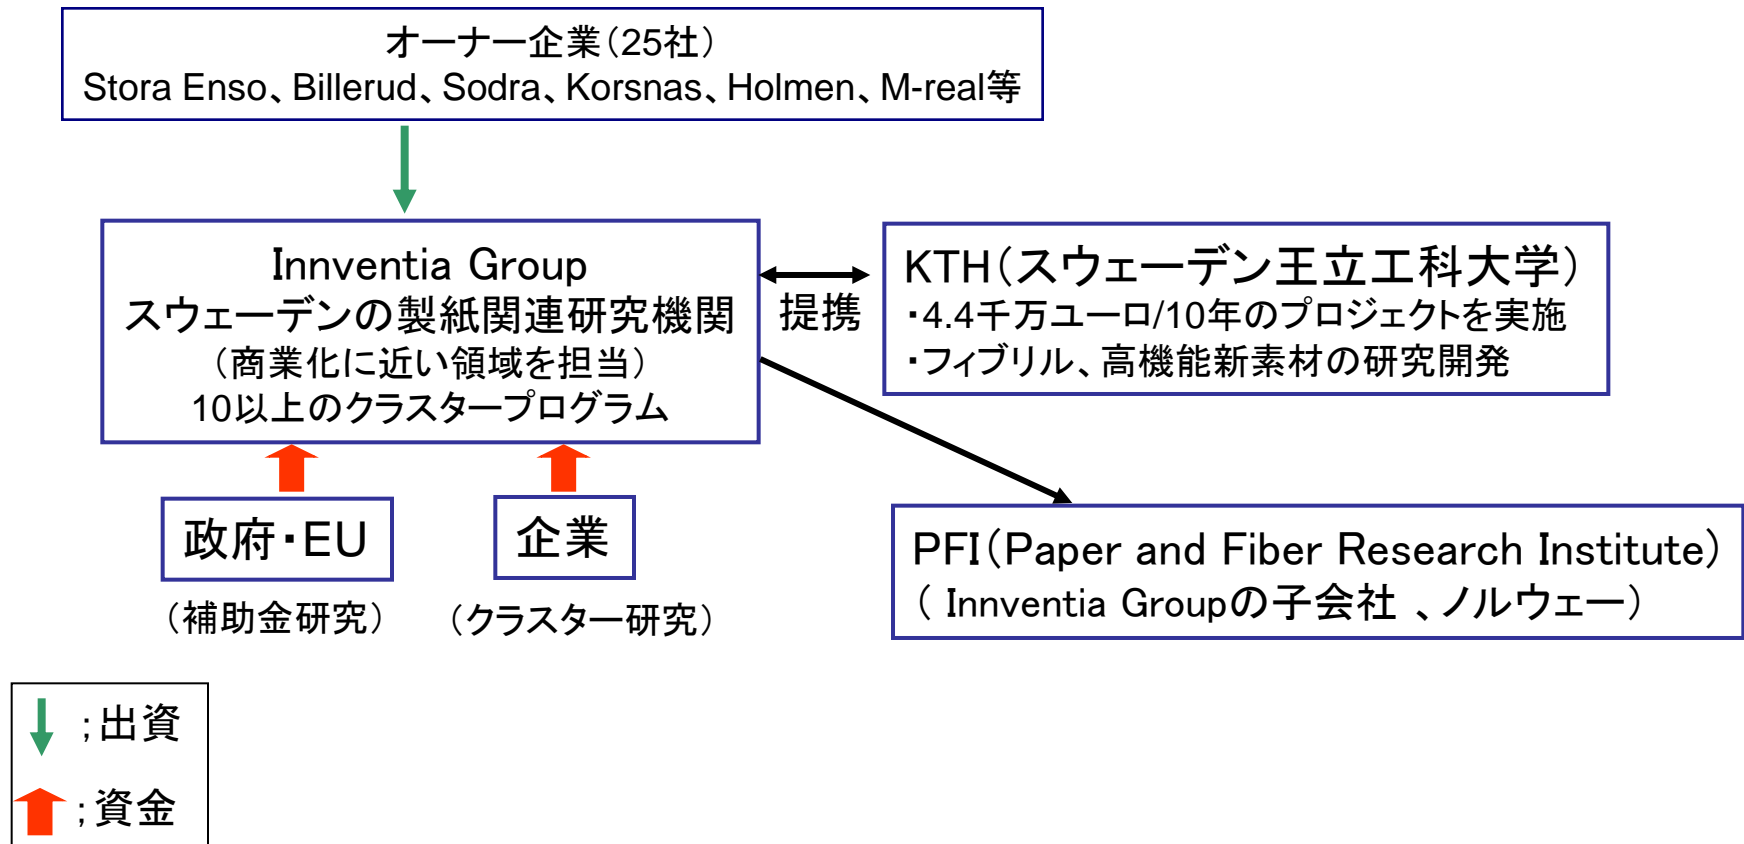 オーナー企業（25社）
Stora Enso、Billerud、Sodra、Korsnas、Holmen、M-real等
Innventia Group
スウェーデンの製紙関連研究機関
（商業化に近い領域を担当）
10以上のクラスタープログラム
提携
KTH（スウェーデン王立工科大学）
・4.4千万ユーロ/10年のプロジェクトを実施
・フィブリル、高機能新素材の研究開発
政府・EU
（補助金研究）
企業
（クラスター研究）
PFI（Paper and Fiber Research Institute）
（ Innventia Groupの子会社 、ノルウェー）
;出資
;資金